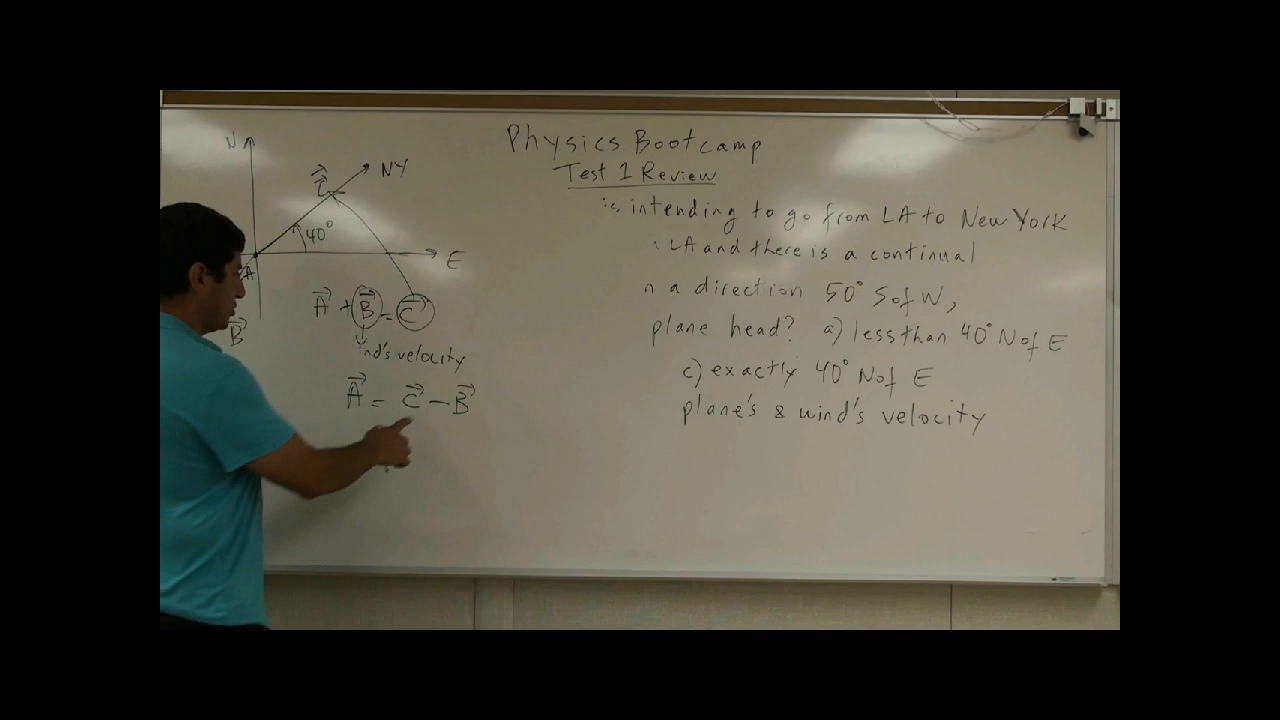 Physics Bootcamp
Test 1 Review
is intending to go from LA to New York
LA and there is a continual
n a direction 50° S of W,
plane head? a) less than 40° N of E
c) exactly 40° N of E
plane's & wind's velocity
N
C
NY
40°
E
A
B
A + B = C
nd's velocity
A = C - B